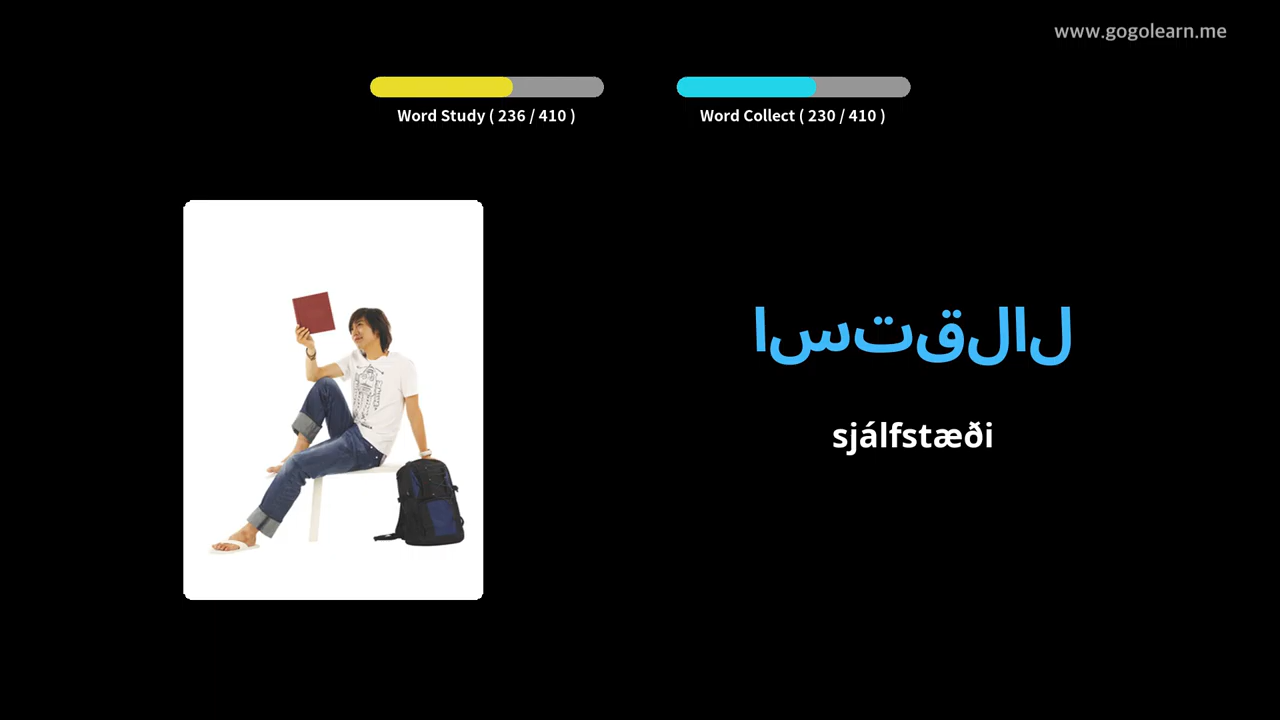 www.gogolearn.me
Word Study ( 236 / 410 )
Word Collect ( 230 / 410 )
استقلال
sjálfstæði